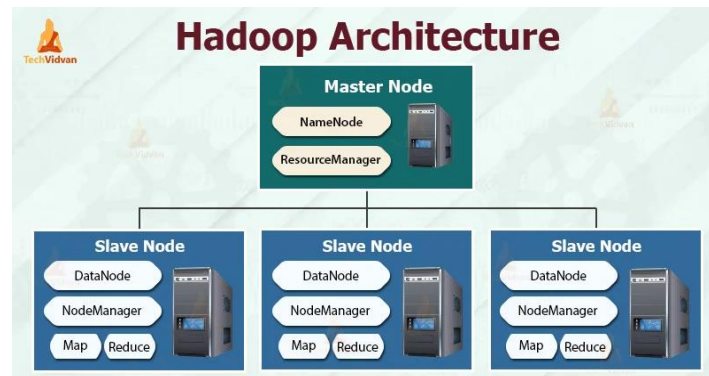 TechVidvan
Hadoop Architecture
Master Node
NameNode
ResourceManager
Slave Node
DataNode
NodeManager
Map Reduce
Slave Node
DataNode
NodeManager
Map Reduce
Slave Node
DataNode
NodeManager
Map Reduce